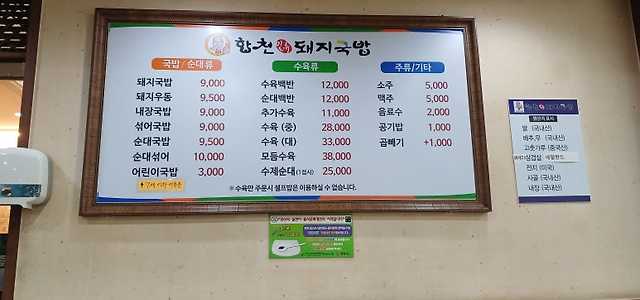 합천 돼지국밥
국밥 / 순대류
돼지국밥 9,000
돼지우동 9,500
내장국밥 9,000
섞어국밥 9,000
순대국밥 9,500
순대섞어 10,000
어린이국밥 3,000
수육류
수육백반 12,000
순대백반 12,000
추가수육 11,000
수육 (중) 28,000
수육 (대) 33,000
모듬수육 38,000
수제순대 (1접시) 25,000
※ 수육만 주문시 셀프밥은 이용하실 수 없습니다.
주류/기타
소주 5,000
맥주 5,000
음료수 2,000
공기밥 1,000
곱빼기 +1,000
원산지 표시
쌀 (국내산)
배추,무 (국내산)
고춧가루 (중국산)
삼겹살
전지 (미국)
사골 (국내산)
내장 (국내산)